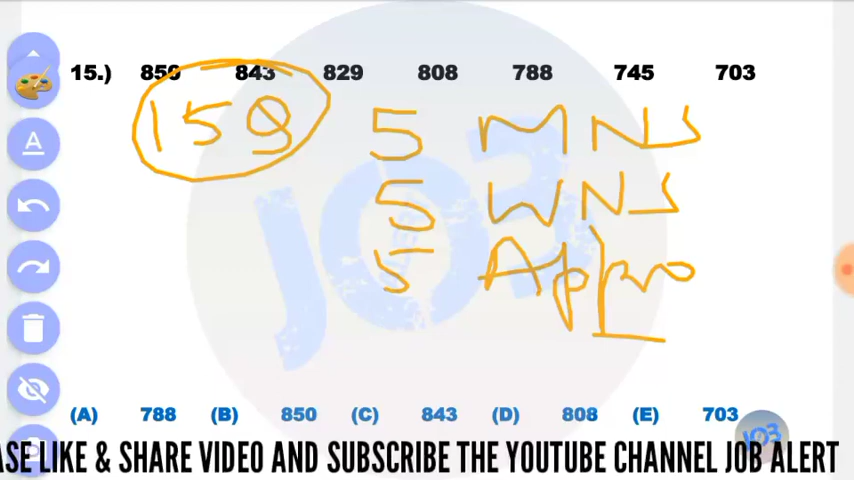 15.) 850 843 829 808 788 745 703
159 5 MNS
5 WNS
5 Appro
A
(A) 788 (B) 850 (C) 843 (D) 808 (E) 703
JO3
ASE LIKE & SHARE VIDEO AND SUBSCRIBE THE YOUTUBE CHANNEL JOB ALERT